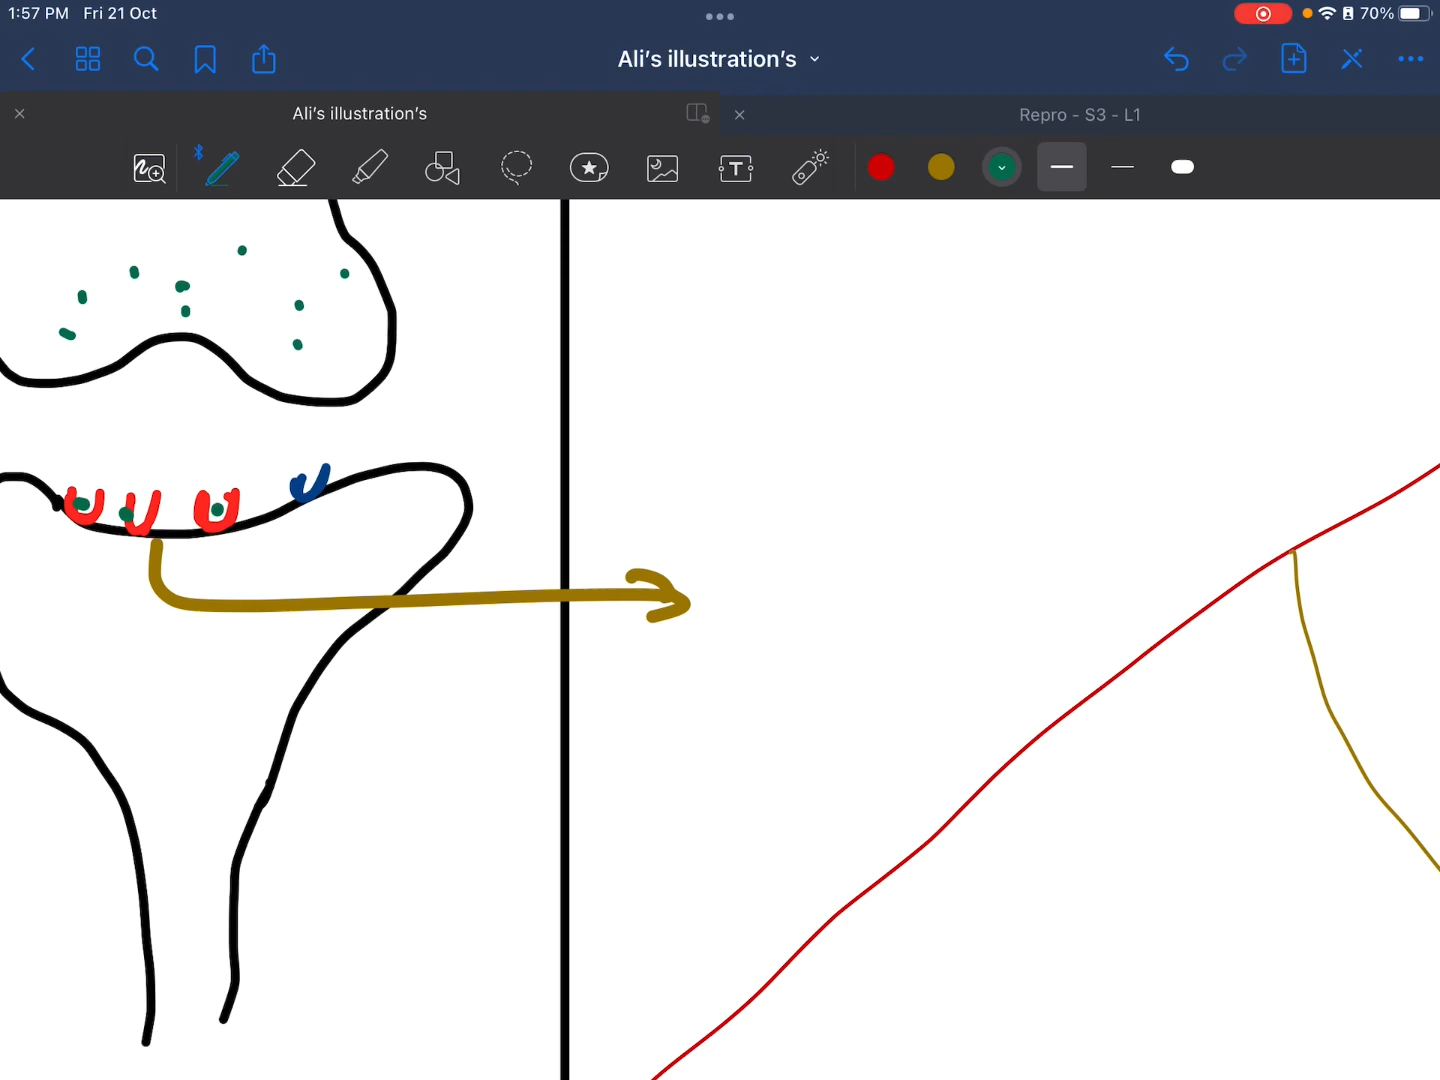 1:57 PM Fri 21 Oct
70%
Ali's illustration's
Ali's illustration's
Repro - S3 - L1
T